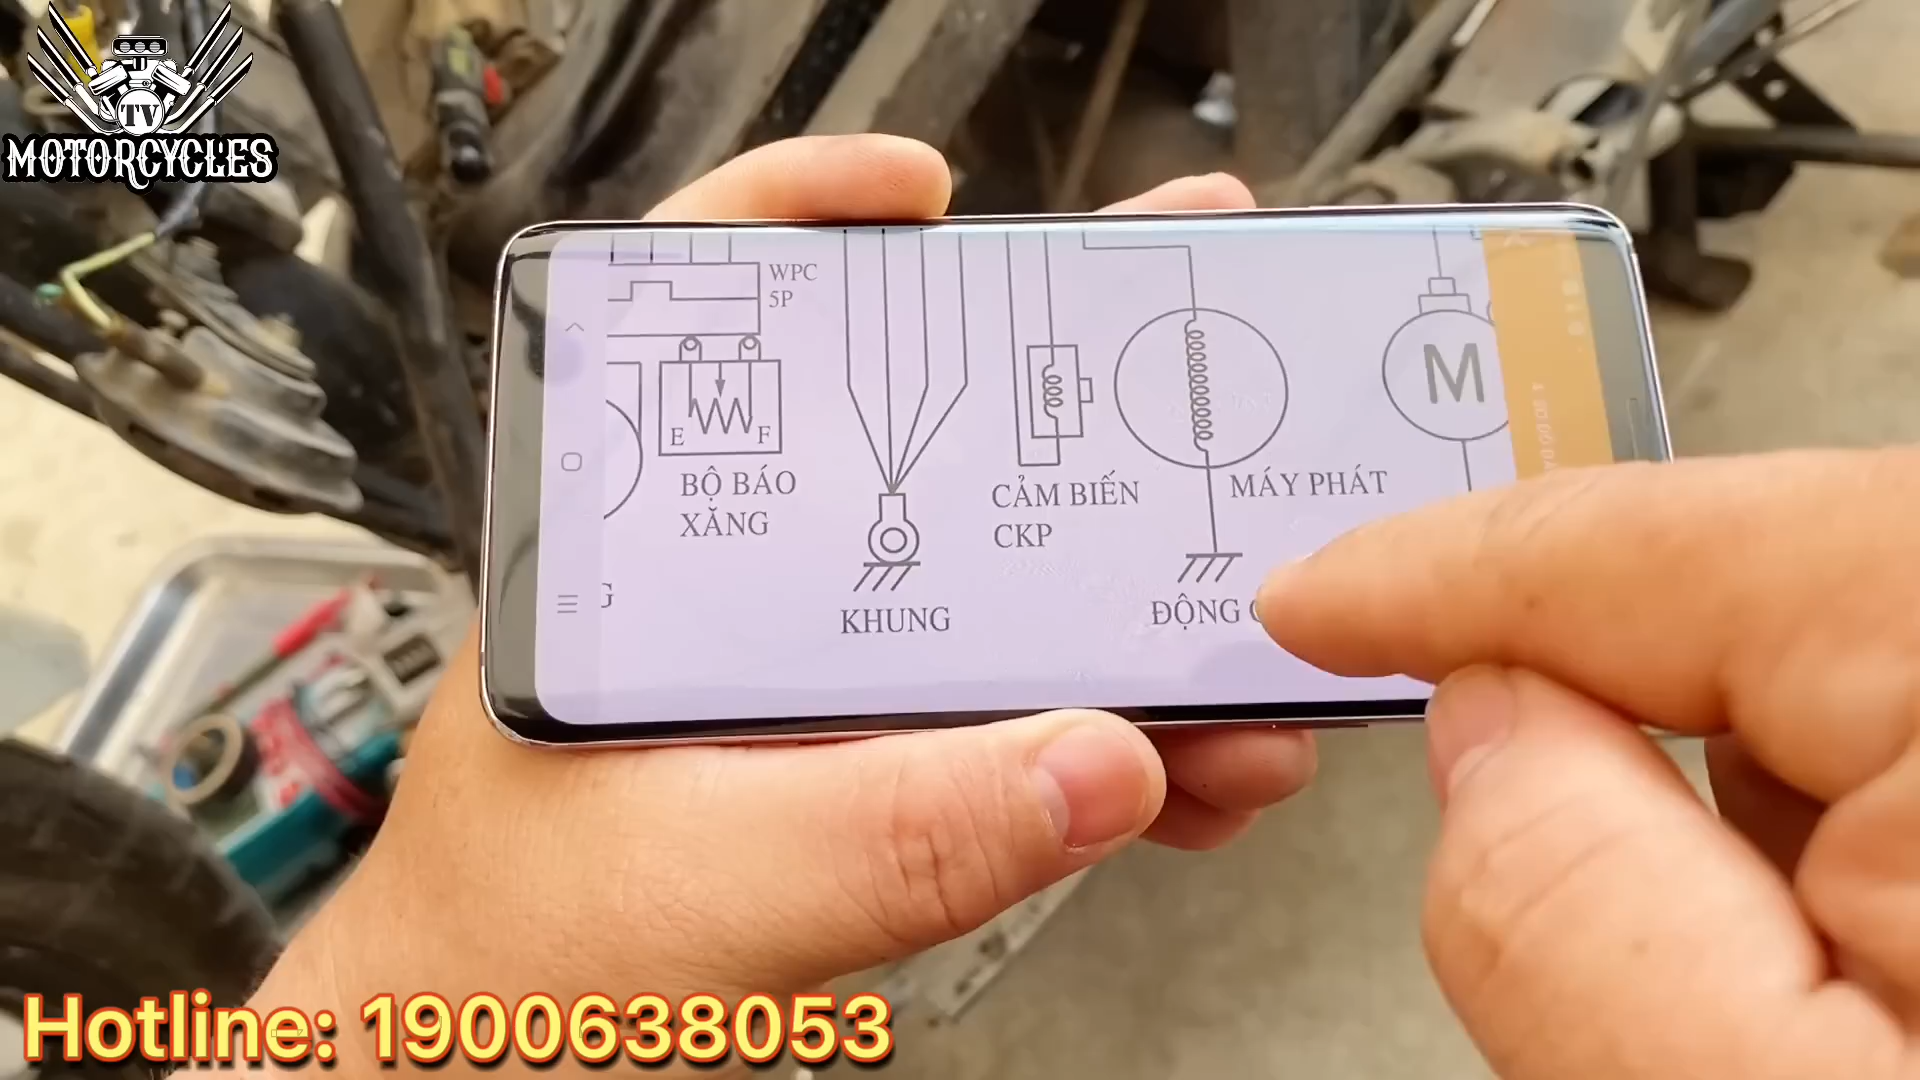 TV
MOTORCYCLES
WPC
5P
E
F
BỘ BÁO
XĂNG
KHUNG
CẢM BIẾN
CKP
MÁY PHÁT
M
ĐỘNG
G
Hotline: 1900638053